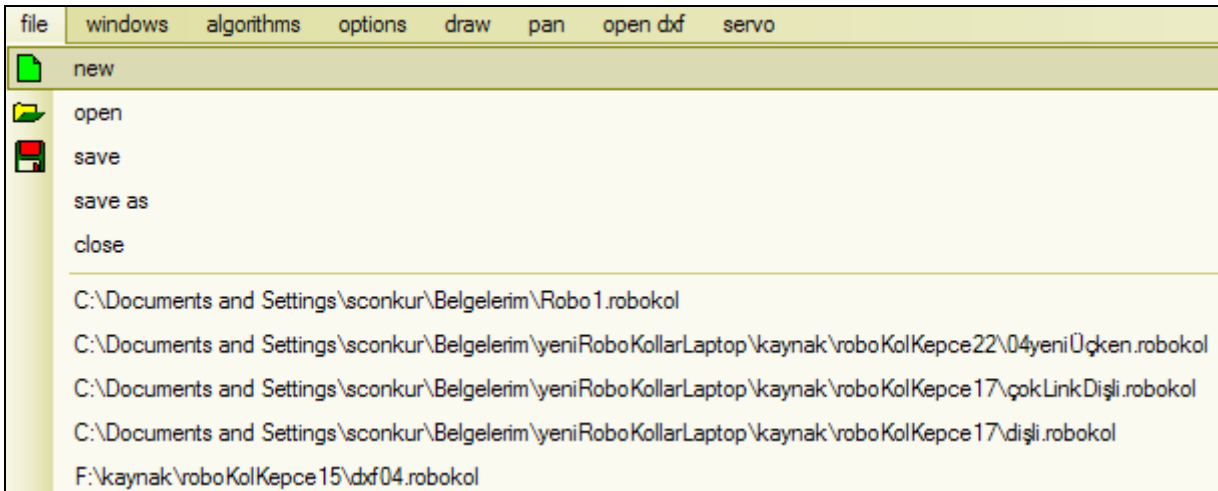 file windows algorithms options draw pan open dxf servo
new
open
save
save as
close
C:\Documents and Settings\sconkur\Belgelerim\Robo1.robokol
C:\Documents and Settings\sconkur\Belgelerim\yeniRoboKollarLaptop\kaynak\roboKolKepce22\04yeniÜçken.robokol
C:\Documents and Settings\sconkur\Belgelerim\yeniRoboKollarLaptop\kaynak\roboKolKepce17\çokLinkDişli.robokol
C:\Documents and Settings\sconkur\Belgelerim\yeniRoboKollarLaptop\kaynak\roboKolKepce17\dişli.robokol
F:\kaynak\roboKolKepce15\dxf04.robokol